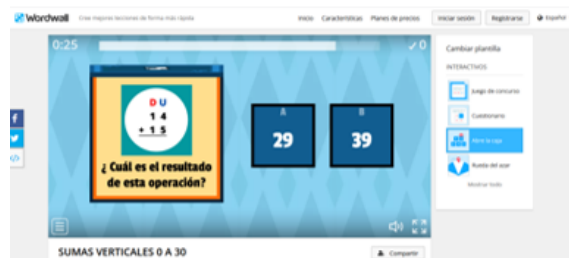 Wordwall Cree mejores lecciones de forma más rápida Inicio Características Planes de precios Iniciar sesión Registrarse Español
0:25 ✓0
D U
1 4
+ 1 5
¿ Cuál es el resultado
de esta operación?
A
29
B
39
Cambiar plantilla
INTERACTIVOS
Juego de concurso
Cuestionario
Abre la caja
Rueda del azar
Mostrar todo
SUMAS VERTICALES 0 A 30
Compartir